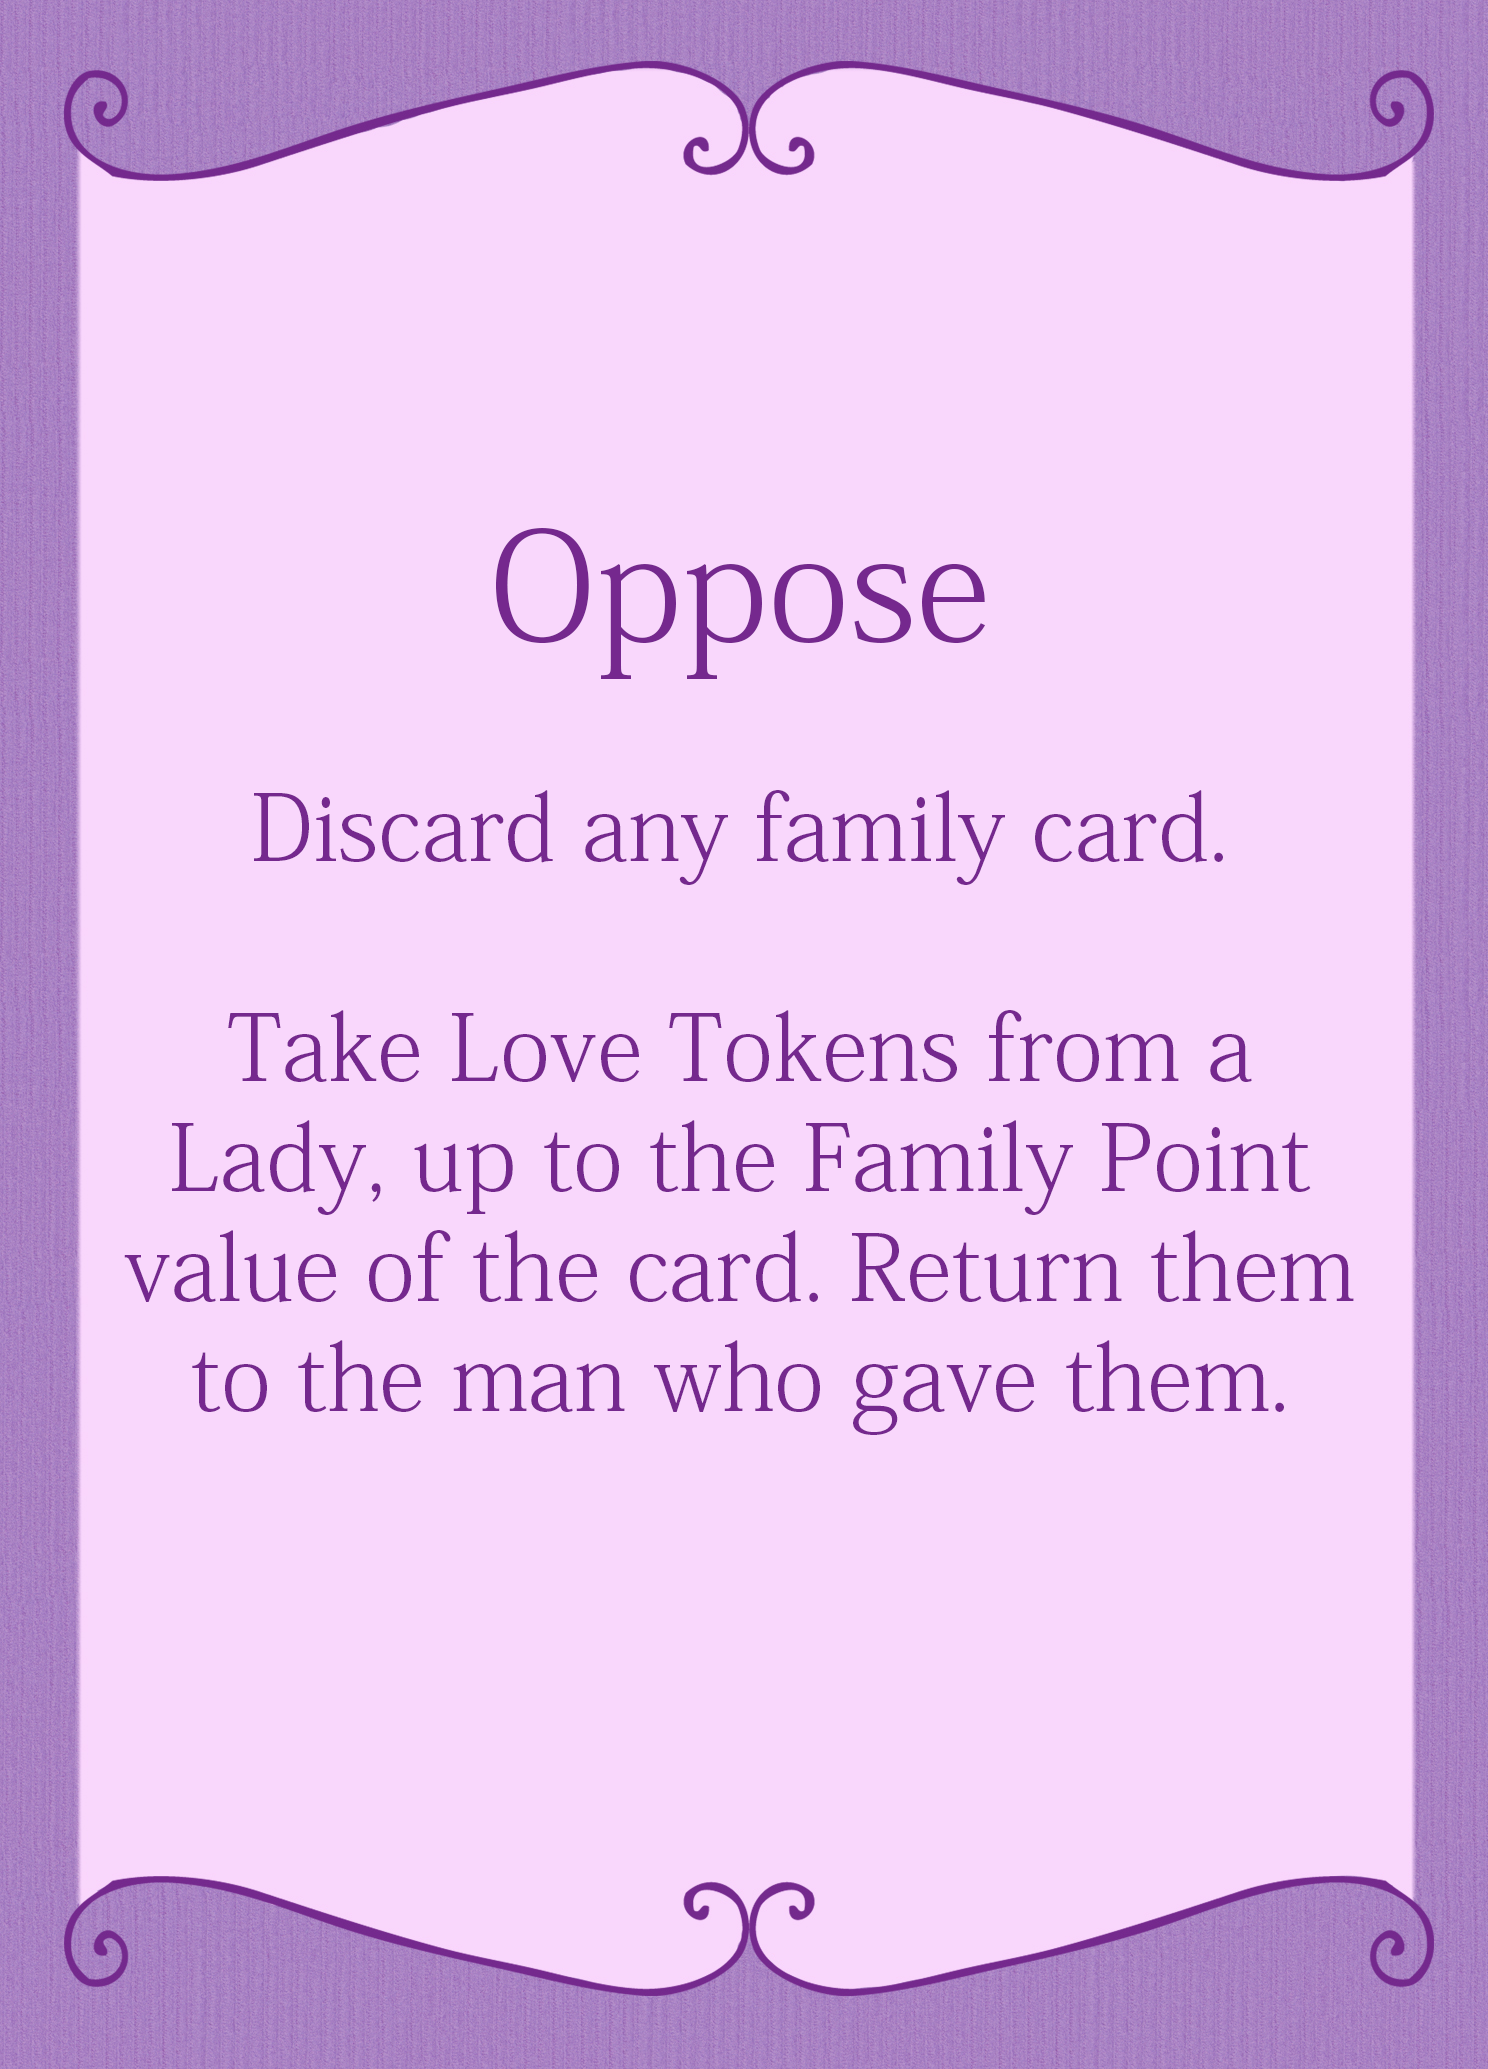 Oppose
Discard any family card.
Take Love Tokens from a
Lady, up to the Family Point
value of the card. Return them
to the man who gave them.